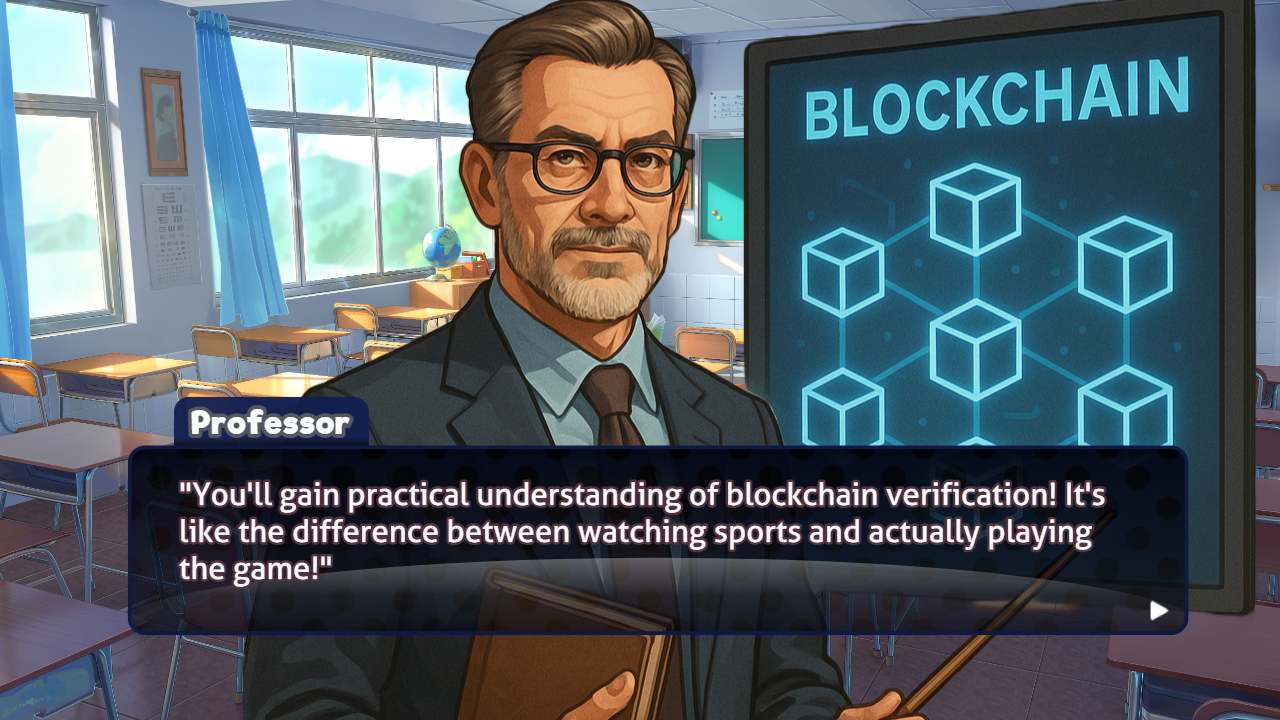 BLOCKCHAIN
Professor
"You'll gain practical understanding of blockchain verification! It's
like the difference between watching sports and actually playing
the game!"